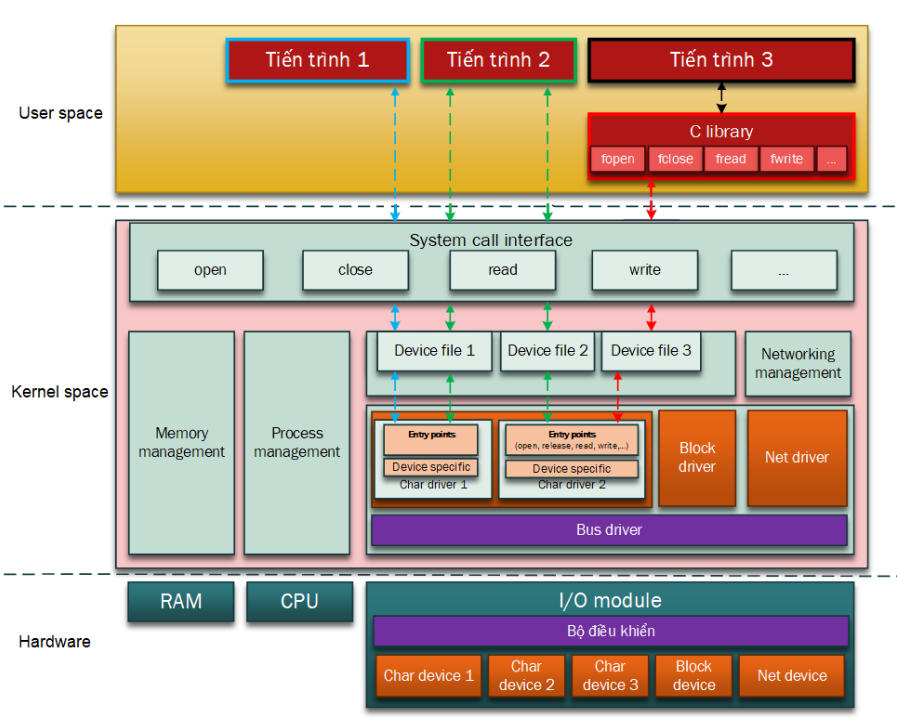 Tiến trình 1
Tiến trình 2
Tiến trình 3
User space
C library
fopen
fclose
fread
fwrite
...
System call interface
open
close
read
write
...
Kernel space
Memory
management
Process
management
Device file 1
Device file 2
Device file 3
Networking
management
Entry points
Device specific
Char driver 1
Entry points
(open, release, read, write,...)
Device specific
Char driver 2
Block
driver
Net driver
Bus driver
Hardware
RAM
CPU
I/O module
Bộ điều khiển
Char device 1
Char
device 2
Char
device 3
Block
device
Net device